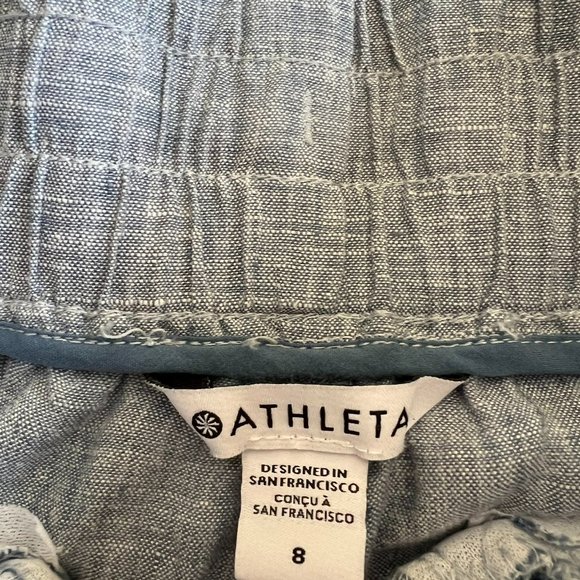 ATHLETA
DESIGNED IN
SAN FRANCISCO
CONÇU À
SAN FRANCISCO
8